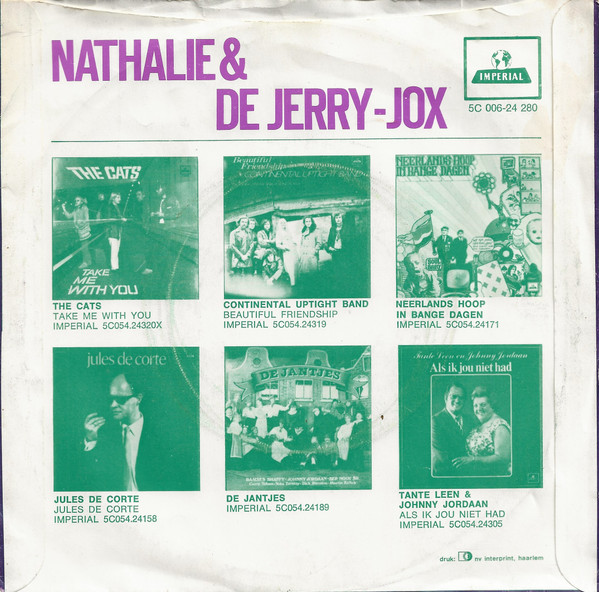 NATHALIE &
DE JERRY-JOX
IMPERIAL
5C 006-24 280
THE CATS
TAKE
ME
WITH YOU
THE CATS
TAKE ME WITH YOU
IMPERIAL 5C054.24320X
Beautiful
Friendship
CONTINENTAL UPTIGHT BAND
CONTINENTAL UPTIGHT BAND
BEAUTIFUL FRIENDSHIP
IMPERIAL 5C054.24319
NEERLANDS HOOP
IN BANGE DAGEN
NEERLANDS HOOP
IN BANGE DAGEN
IMPERIAL 5C054.24171
jules de corte
JULES DE CORTE
JULES DE CORTE
IMPERIAL 5C054.24158
DE JANTJES
DE JANTJES
IMPERIAL 5C054.24189
Tante Leen en Johnny Jordaan
Als ik jou niet had
TANTE LEEN &
JOHNNY JORDAAN
ALS IK JOU NIET HAD
IMPERIAL 5C054.24305
druk: nv interprint, haarlem